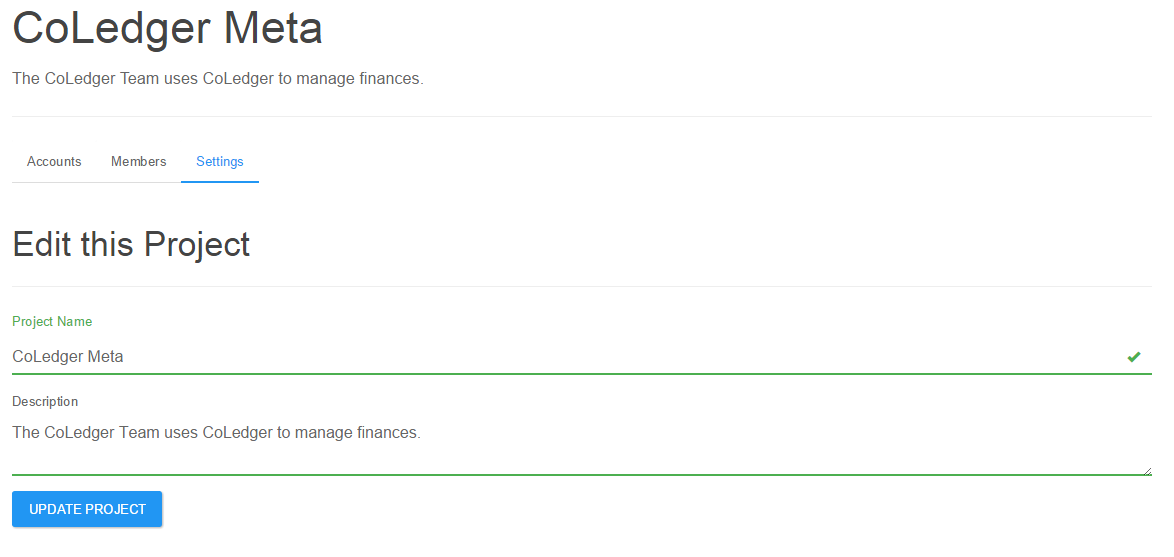 CoLedger Meta
The CoLedger Team uses CoLedger to manage finances.
Accounts Members Settings
Edit this Project
Project Name
CoLedger Meta
Description
The CoLedger Team uses CoLedger to manage finances.
UPDATE PROJECT